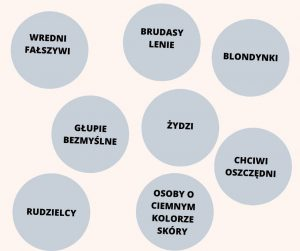 WREDNI
FAŁSZYWI
BRUDASY
LENIE
BLONDYNKI
GŁUPIE
BEZMYŚLNE
ŻYDZI
CHCIWI
OSZCZĘDNI
RUDZIELCY
OSOBY O
CIEMNYM
KOLORZE
SKÓRY